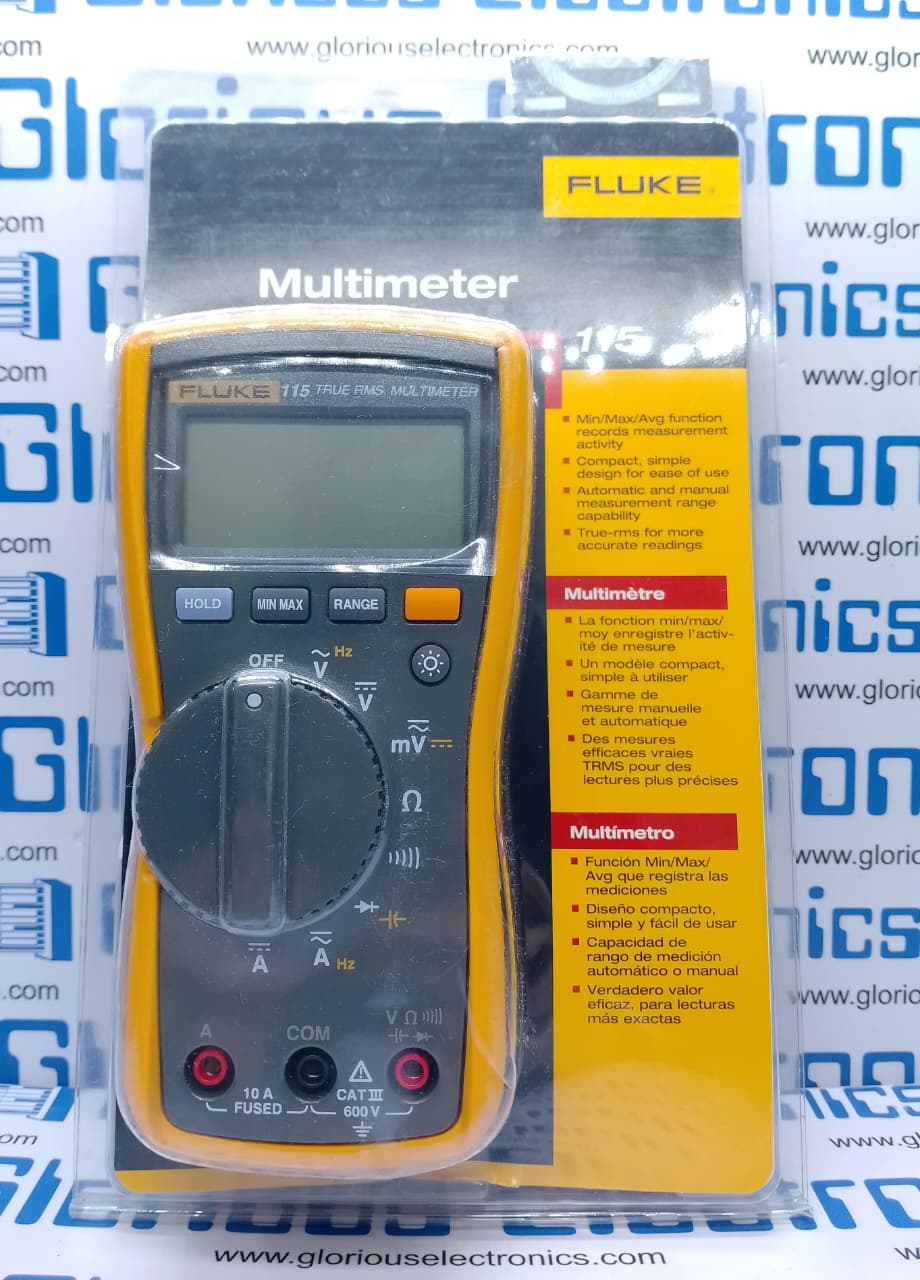 www.gloriouselectronics.com
www.glor
FLUKE
Multimeter
115
FLUKE 115 TRUE RMS MULTIMETER
HOLD
MIN MAX
RANGE
OFF
V Hz
V
mV
Ω
A
A Hz
A
COM
V Ω
10 A
FUSED
CAT III
600 V
Min/Max/Avg function
records measurement
activity
Compact, simple
design for ease of use
Automatic and manual
measurement range
capability
True-rms for more
accurate readings
Multimètre
La fonction min/max/
moy enregistre l'activ-
ité de mesure
Un modèle compact,
simple à utiliser
Gamme de
mesure manuelle
et automatique
Des mesures
efficaces vraies
TRMS pour des
lectures plus précises
Multímetro
Función Min/Max/
Avg que registra las
mediciones
Diseño compacto,
simple y fácil de usar
Capacidad de
rango de medición
automático o manual
Verdadero valor
eficaz, para lecturas
más exactas
Glorious Electronics
www.gloriouselectronics.com